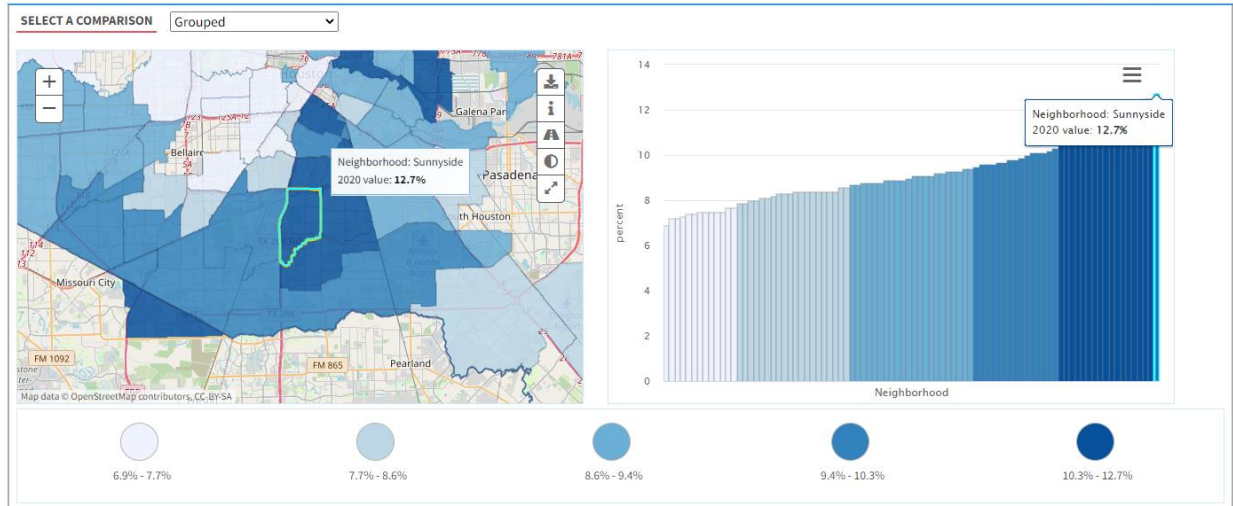 SELECT A COMPARISON
Grouped
+
−
Houston
Galena Par
Bellaire
Pasadena
th Houston
Missouri City
TX 288
FM 1092
FM 865
Pearland
Neighborhood: Sunnyside
2020 value: 12.7%
Map data © OpenStreetMap contributors, CC-BY-SA
14
12
10
8
6
4
2
0
percent
Neighborhood
Neighborhood: Sunnyside
2020 value: 12.7%
6.9% - 7.7%
7.7% - 8.6%
8.6% - 9.4%
9.4% - 10.3%
10.3% - 12.7%